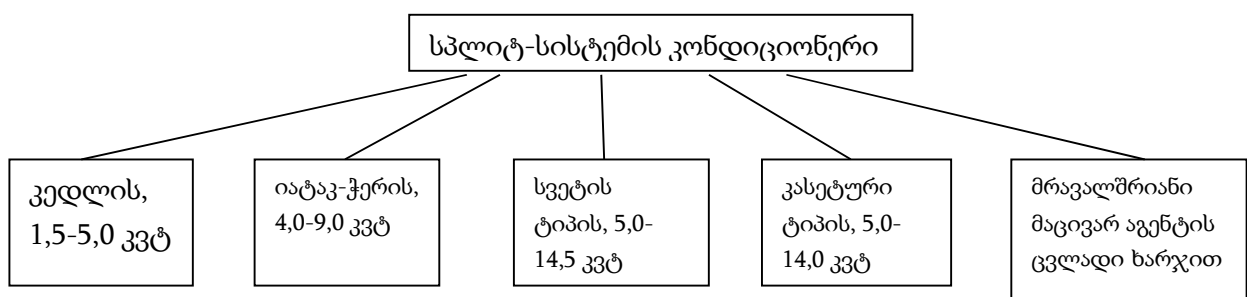 სპლიტ-სისტემის კონდიციონერი
კედლის,
1,5-5,0 კვტ
იატაკ-ჭერის,
4,0-9,0 კვტ
სვეტის
ტიპის, 5,0-
14,5 კვტ
კასეტური
ტიპის, 5,0-
14,0 კვტ
მრავალშრიანი
მაცივარ აგენტის
ცვლადი ხარჯით